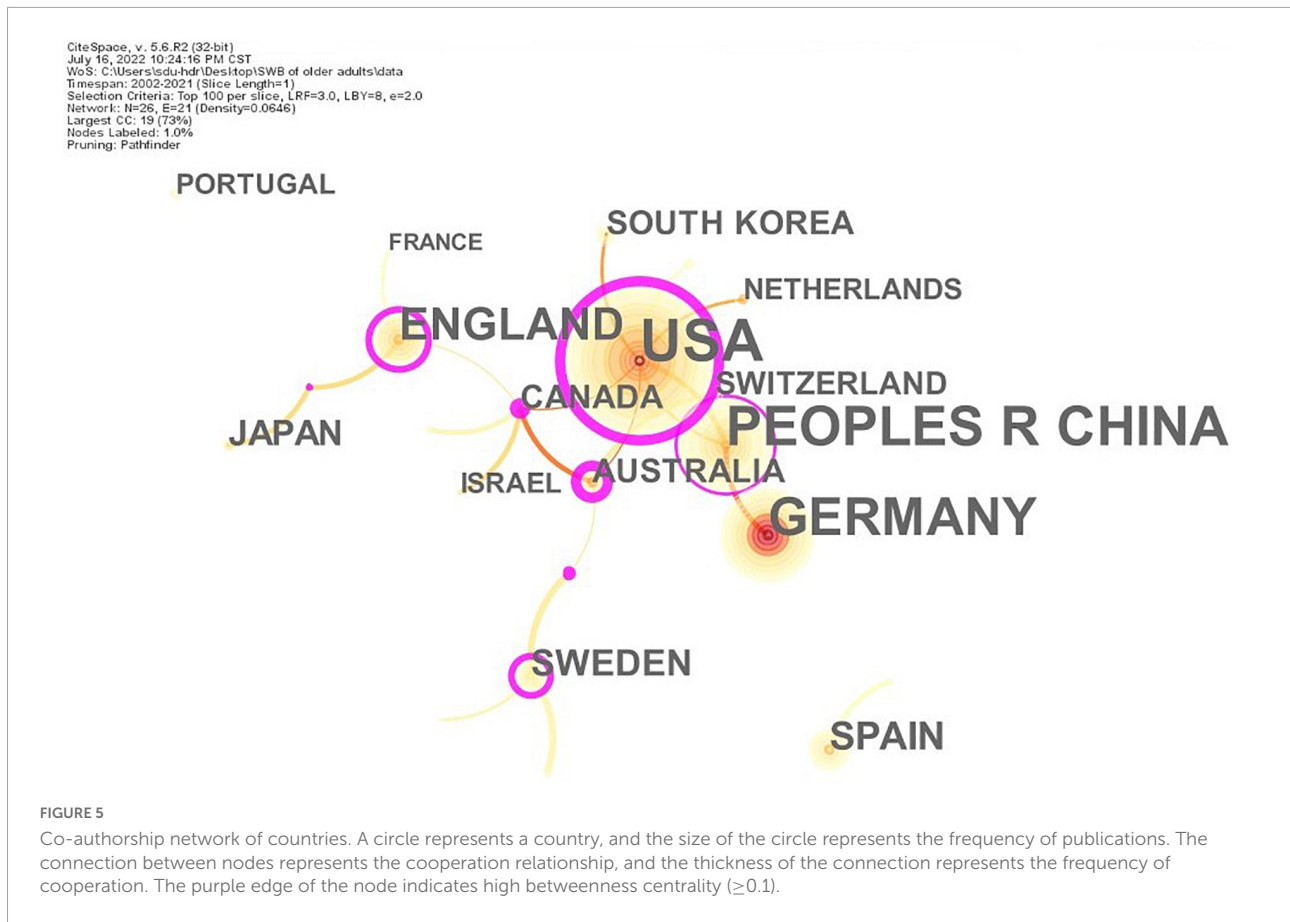 CiteSpace, v. 5.6.R2 (32-bit)
July 16, 2022 10:24:16 PM CST
WoS: C:\Users\sdu-hdr\Desktop\SWB of older adults\data
Timespan: 2002-2021 (Slice Length=1)
Selection Criteria: Top 100 per slice, LRF=3.0, LBY=8, e=2.0
Network: N=26, E=21 (Density=0.0646)
Largest CC: 19 (73%)
Nodes Labeled: 1.0%
Pruning: Pathfinder
PORTUGAL
SOUTH KOREA
FRANCE
NETHERLANDS
ENGLAND
USA
SWITZERLAND
CANADA
PEOPLES R CHINA
JAPAN
AUSTRALIA
ISRAEL
GERMANY
SWEDEN
SPAIN
FIGURE 5
Co-authorship network of countries. A circle represents a country, and the size of the circle represents the frequency of publications. The
connection between nodes represents the cooperation relationship, and the thickness of the connection represents the frequency of
cooperation. The purple edge of the node indicates high betweenness centrality (≥0.1).